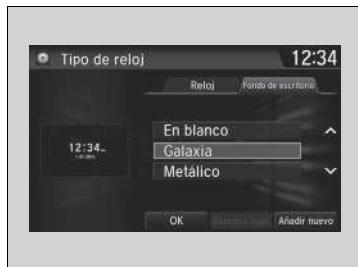 Tipo de reloj
12:34
Reloj
Fondo de escritorio
En blanco
Galaxia
12:34
Metálico
OK
Añadir nuevo